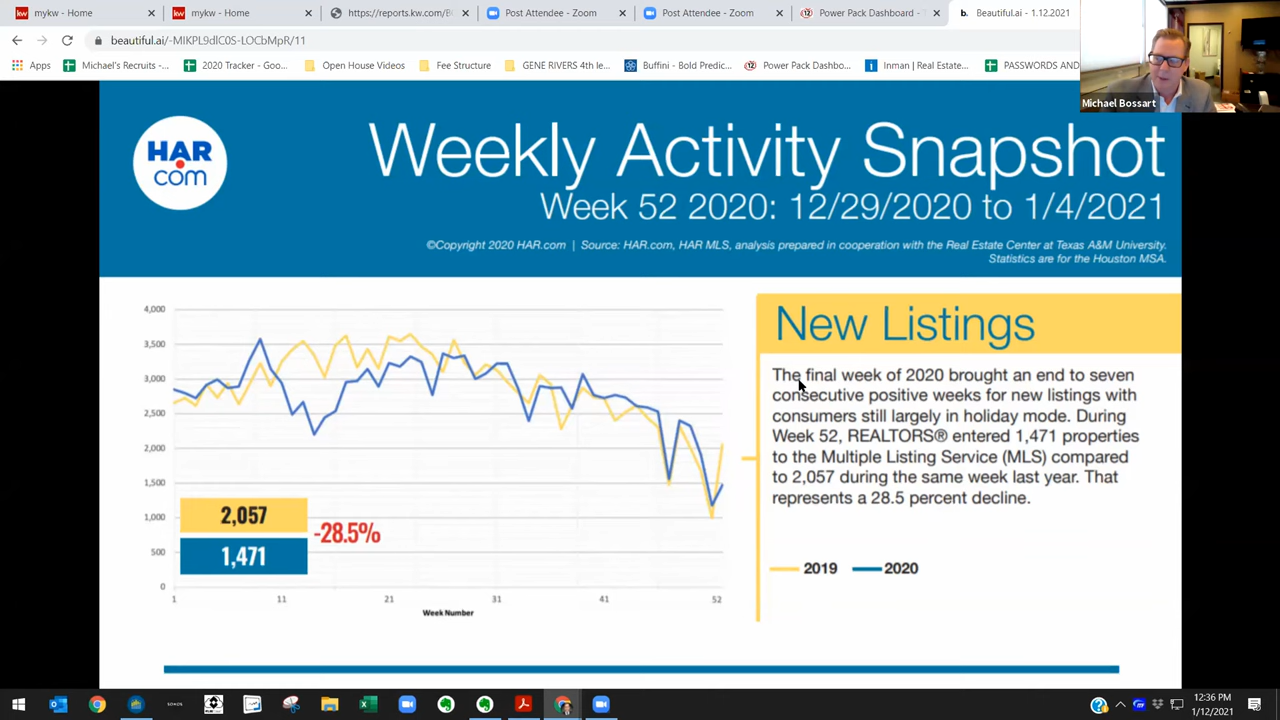 mykw - Home
mykw - Home
https://reports.kw.com/
Post Attendee - Zoom
Post Attendee - Zoom
Power Pack Dashboard -
b. Beautiful.ai - 1.12.2021
beautiful.ai/-MIKPL9dlC0S-LOCbMpR/11
Apps
Michael's Recruits -...
2020 Tracker - Goo...
Open House Videos
Fee Structure
GENE RIVERS 4th le...
Buffini - Bold Predic...
Power Pack Dashbo...
Inman | Real Estate...
PASSWORDS AND
Michael Bossart
HAR
com
Weekly Activity Snapshot
Week 52 2020: 12/29/2020 to 1/4/2021
©Copyright 2020 HAR.com | Source: HAR.com, HAR MLS, analysis prepared in cooperation with the Real Estate Center at Texas A&M University.
Statistics are for the Houston MSA.
4,000
3,500
3,000
2,500
2,000
1,500
1,000
500
0
2,057
1,471
-28.5%
1 11 21 31 41 52
Week Number
New Listings
The final week of 2020 brought an end to seven
consecutive positive weeks for new listings with
consumers still largely in holiday mode. During
Week 52, REALTORS® entered 1,471 properties
to the Multiple Listing Service (MLS) compared
to 2,057 during the same week last year. That
represents a 28.5 percent decline.
2019 2020
12:36 PM
1/12/2021